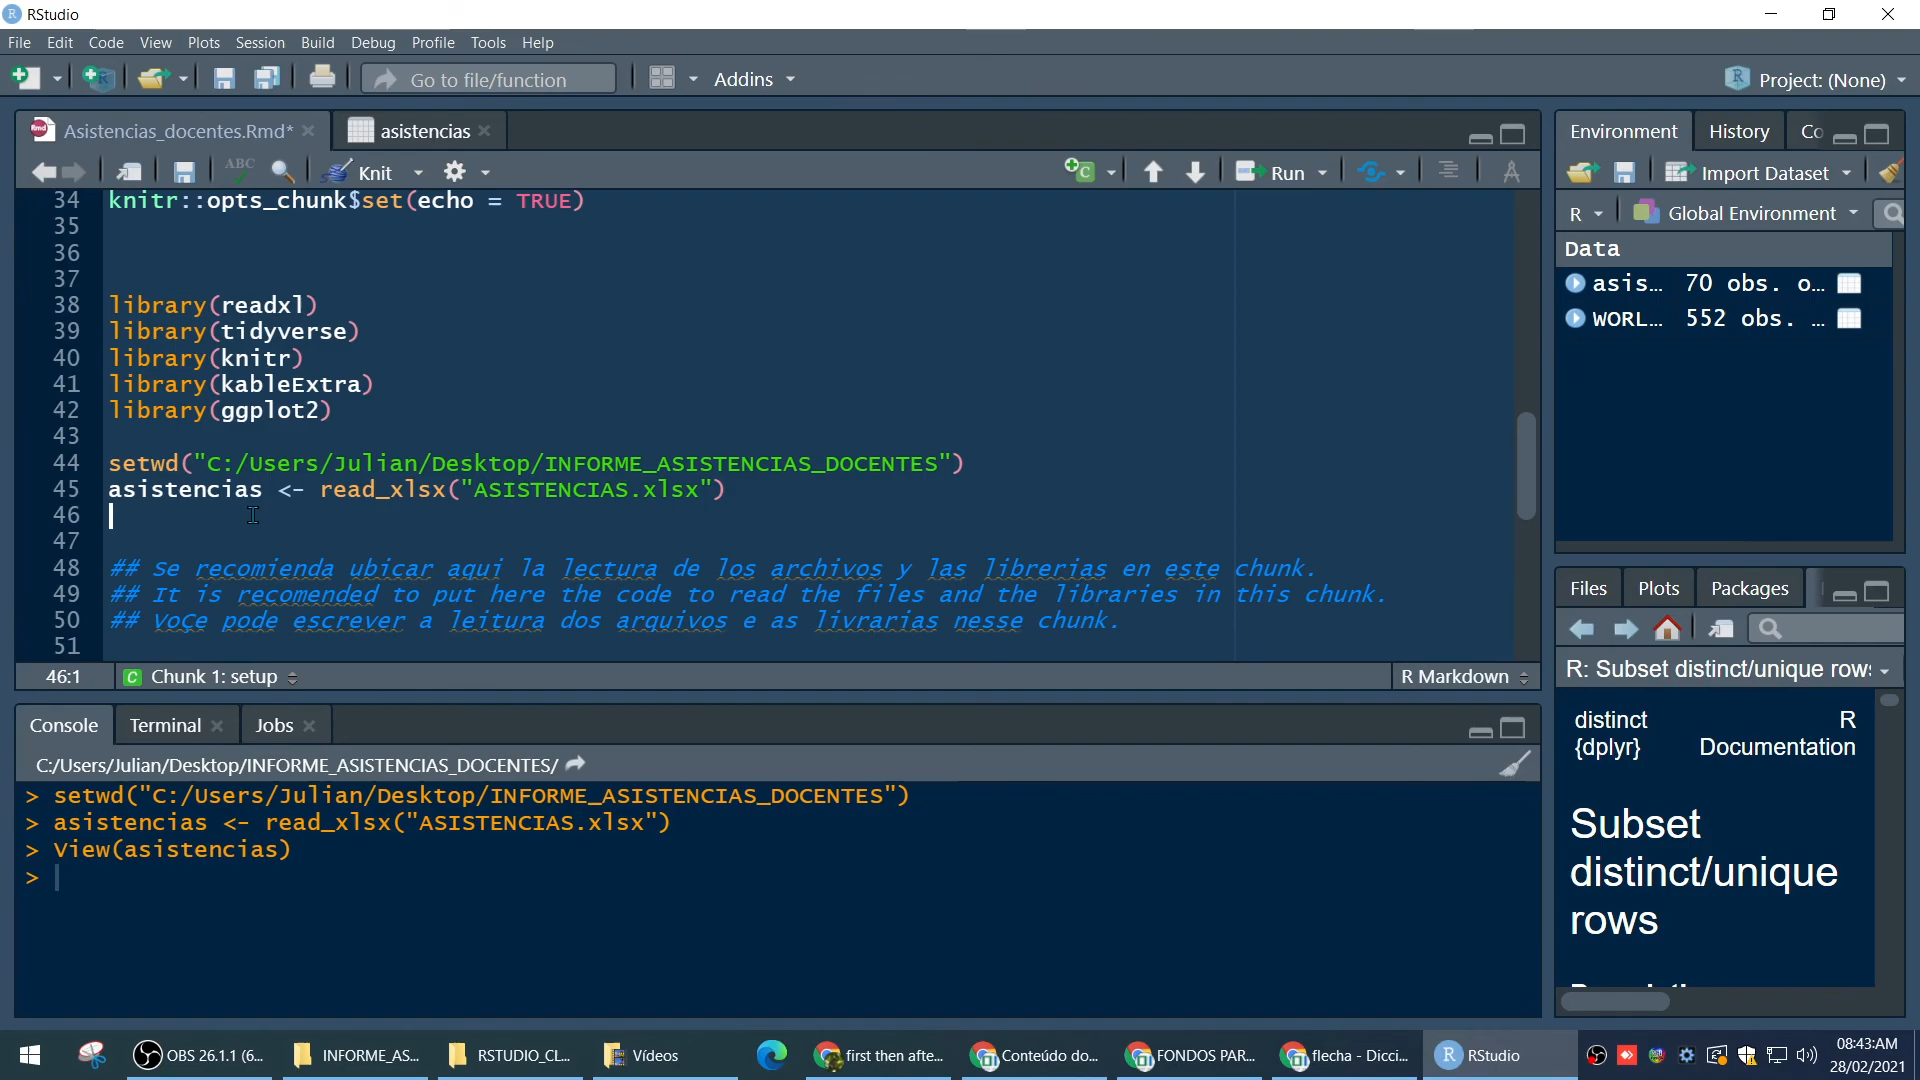 RStudio
File Edit Code View Plots Session Build Debug Profile Tools Help
Go to file/function Addins Project: (None)
Asistencias_docentes.Rmd* asistencias
ABC Knit Run
34 knitr::opts_chunk$set(echo = TRUE)
35
36
37
38 library(readxl)
39 library(tidyverse)
40 library(knitr)
41 library(kableExtra)
42 library(ggplot2)
43
44 setwd("C:/Users/Julian/Desktop/INFORME_ASISTENCIAS_DOCENTES")
45 asistencias <- read_xlsx("ASISTENCIAS.xlsx")
46
47
48 ## Se recomienda ubicar aqui la lectura de los archivos y las librerias en este chunk.
49 ## It is recomended to put here the code to read the files and the libraries in this chunk.
50 ## VoÇe pode escrever a leitura dos arquivos e as livrarias nesse chunk.
51
46:1 C Chunk 1: setup R Markdown
Console Terminal Jobs
C:/Users/Julian/Desktop/INFORME_ASISTENCIAS_DOCENTES/
> setwd("C:/Users/Julian/Desktop/INFORME_ASISTENCIAS_DOCENTES")
> asistencias <- read_xlsx("ASISTENCIAS.xlsx")
> View(asistencias)
>
Environment History Co
Import Dataset
R Global Environment
Data
asis... 70 obs. o...
WORL... 552 obs. ...
Files Plots Packages
R: Subset distinct/unique rows
distinct R
{dplyr} Documentation
Subset
distinct/unique
rows
OBS 26.1.1 (6... INFORME_AS... RSTUDIO_CL... Vídeos first then afte... Conteúdo do... FONDOS PAR... flecha - Dicci... RStudio
08:43:AM
28/02/2021